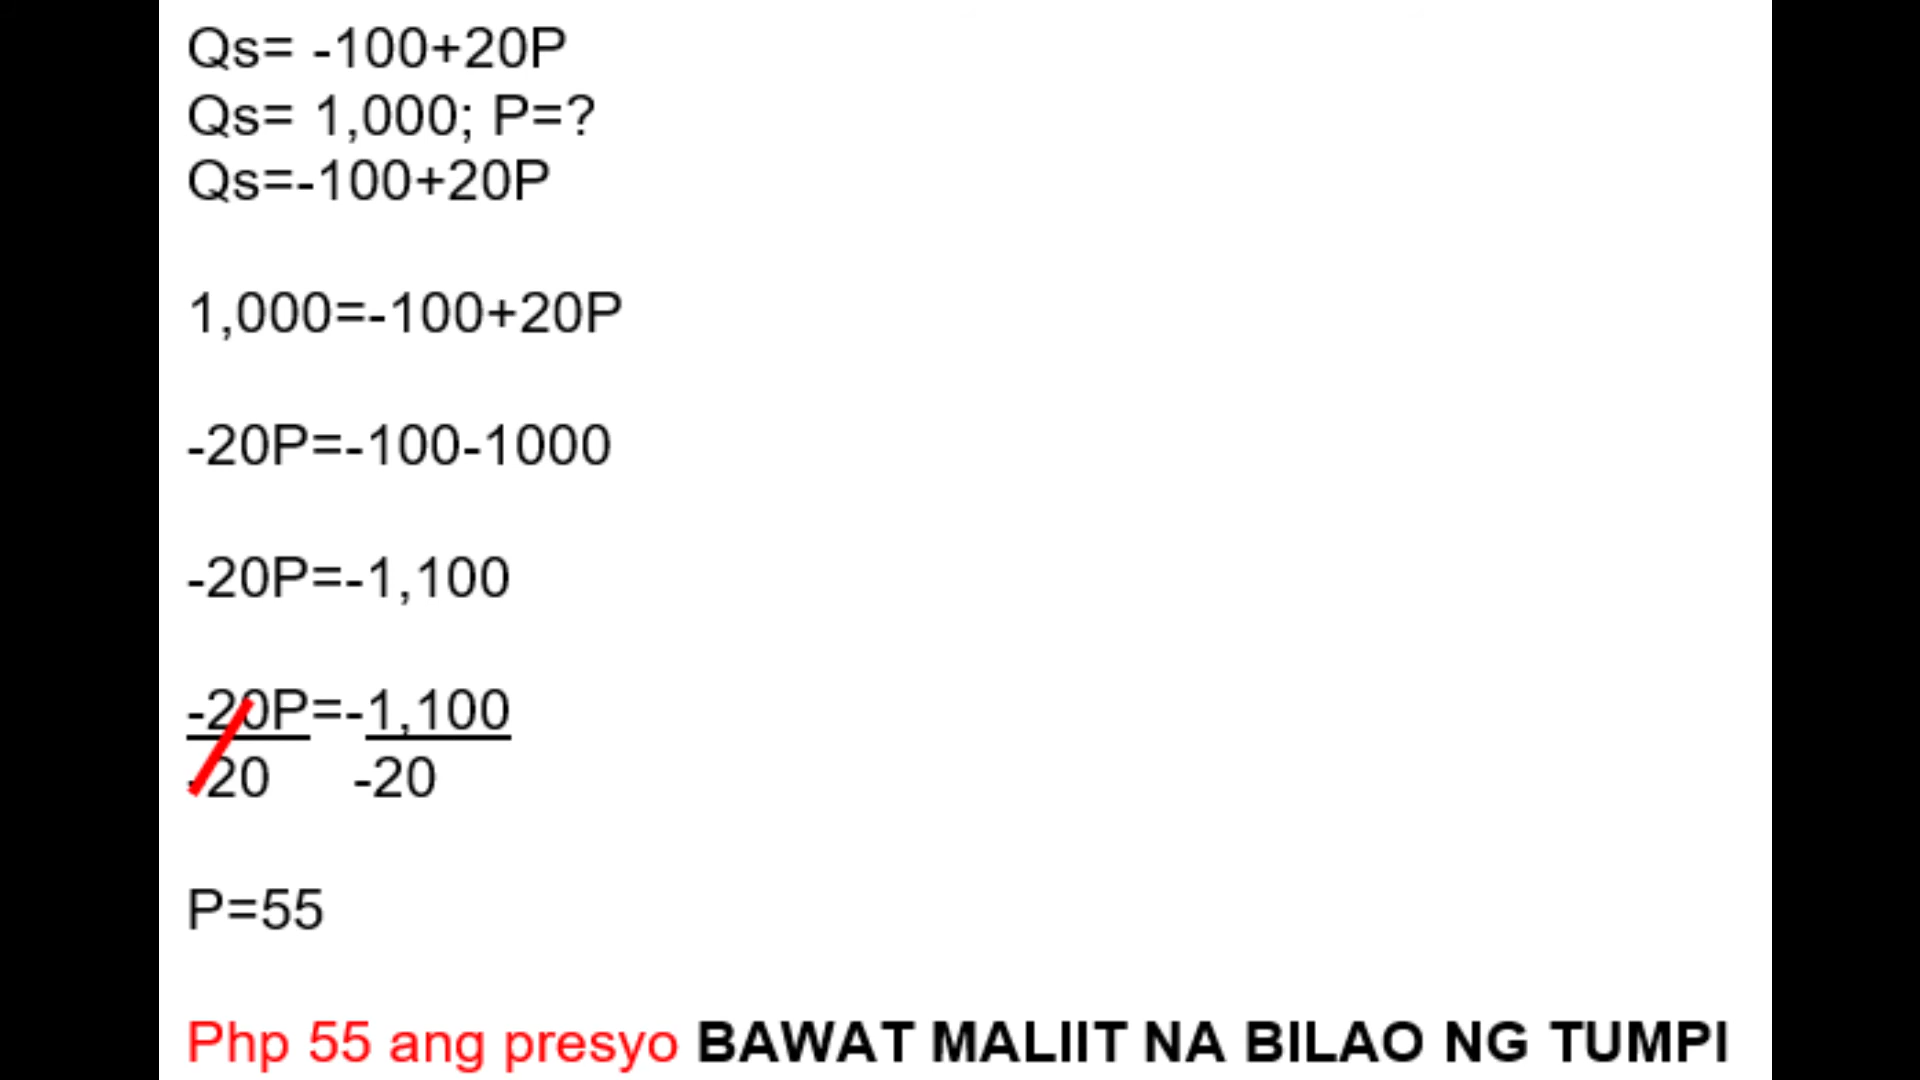 Qs= -100+20P
Qs= 1,000; P=?
Qs=-100+20P
1,000=-100+20P
-20P=-100-1000
-20P=-1,100
-20P=-1,100
-20 -20
P=55
Php 55 ang presyo BAWAT MALIIT NA BILAO NG TUMPI